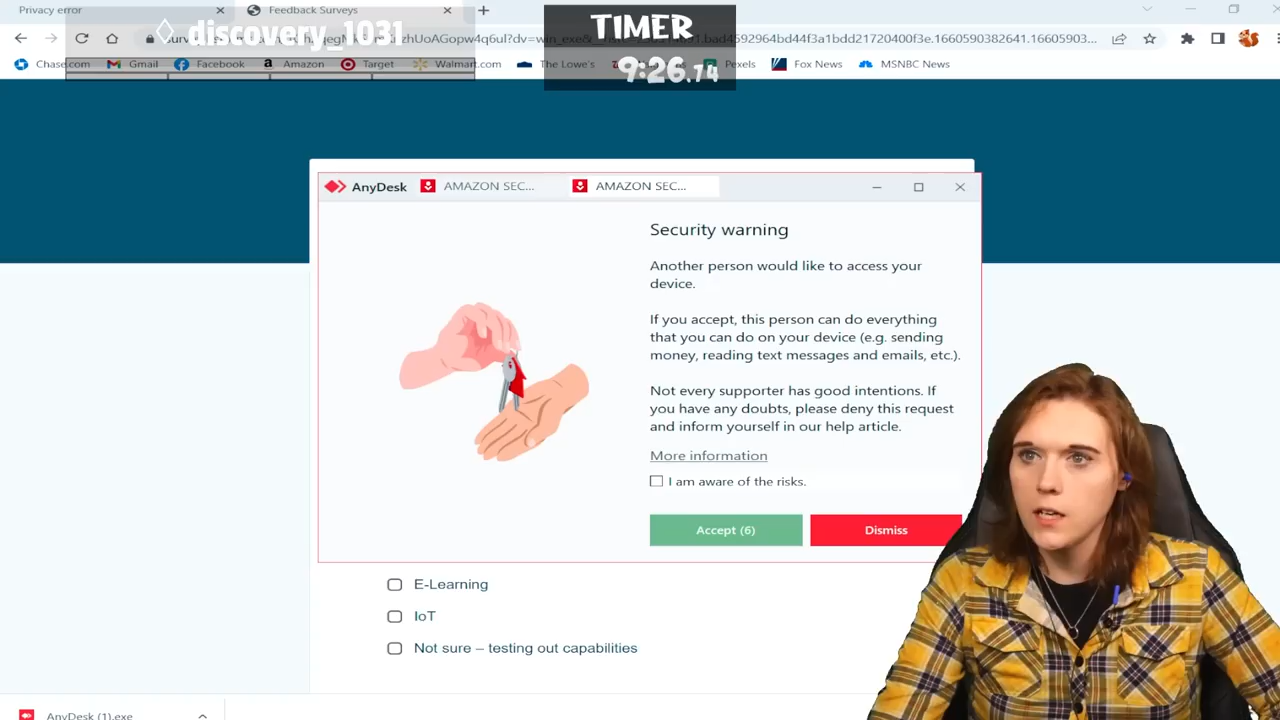 Privacy error
Feedback Surveys
discovery_1031
TIMER
9:26.74
Chase.com
Gmail
Facebook
Amazon
Target
Walmart.com
The Lowe's
Pexels
Fox News
MSNBC News
AnyDesk
AMAZON SEC...
AMAZON SEC...
Security warning
Another person would like to access your
device.
If you accept, this person can do everything
that you can do on your device (e.g. sending
money, reading text messages and emails, etc.).
Not every supporter has good intentions. If
you have any doubts, please deny this request
and inform yourself in our help article.
More information
I am aware of the risks.
Accept (6)
Dismiss
E-Learning
IoT
Not sure – testing out capabilities
AnyDesk (1).exe